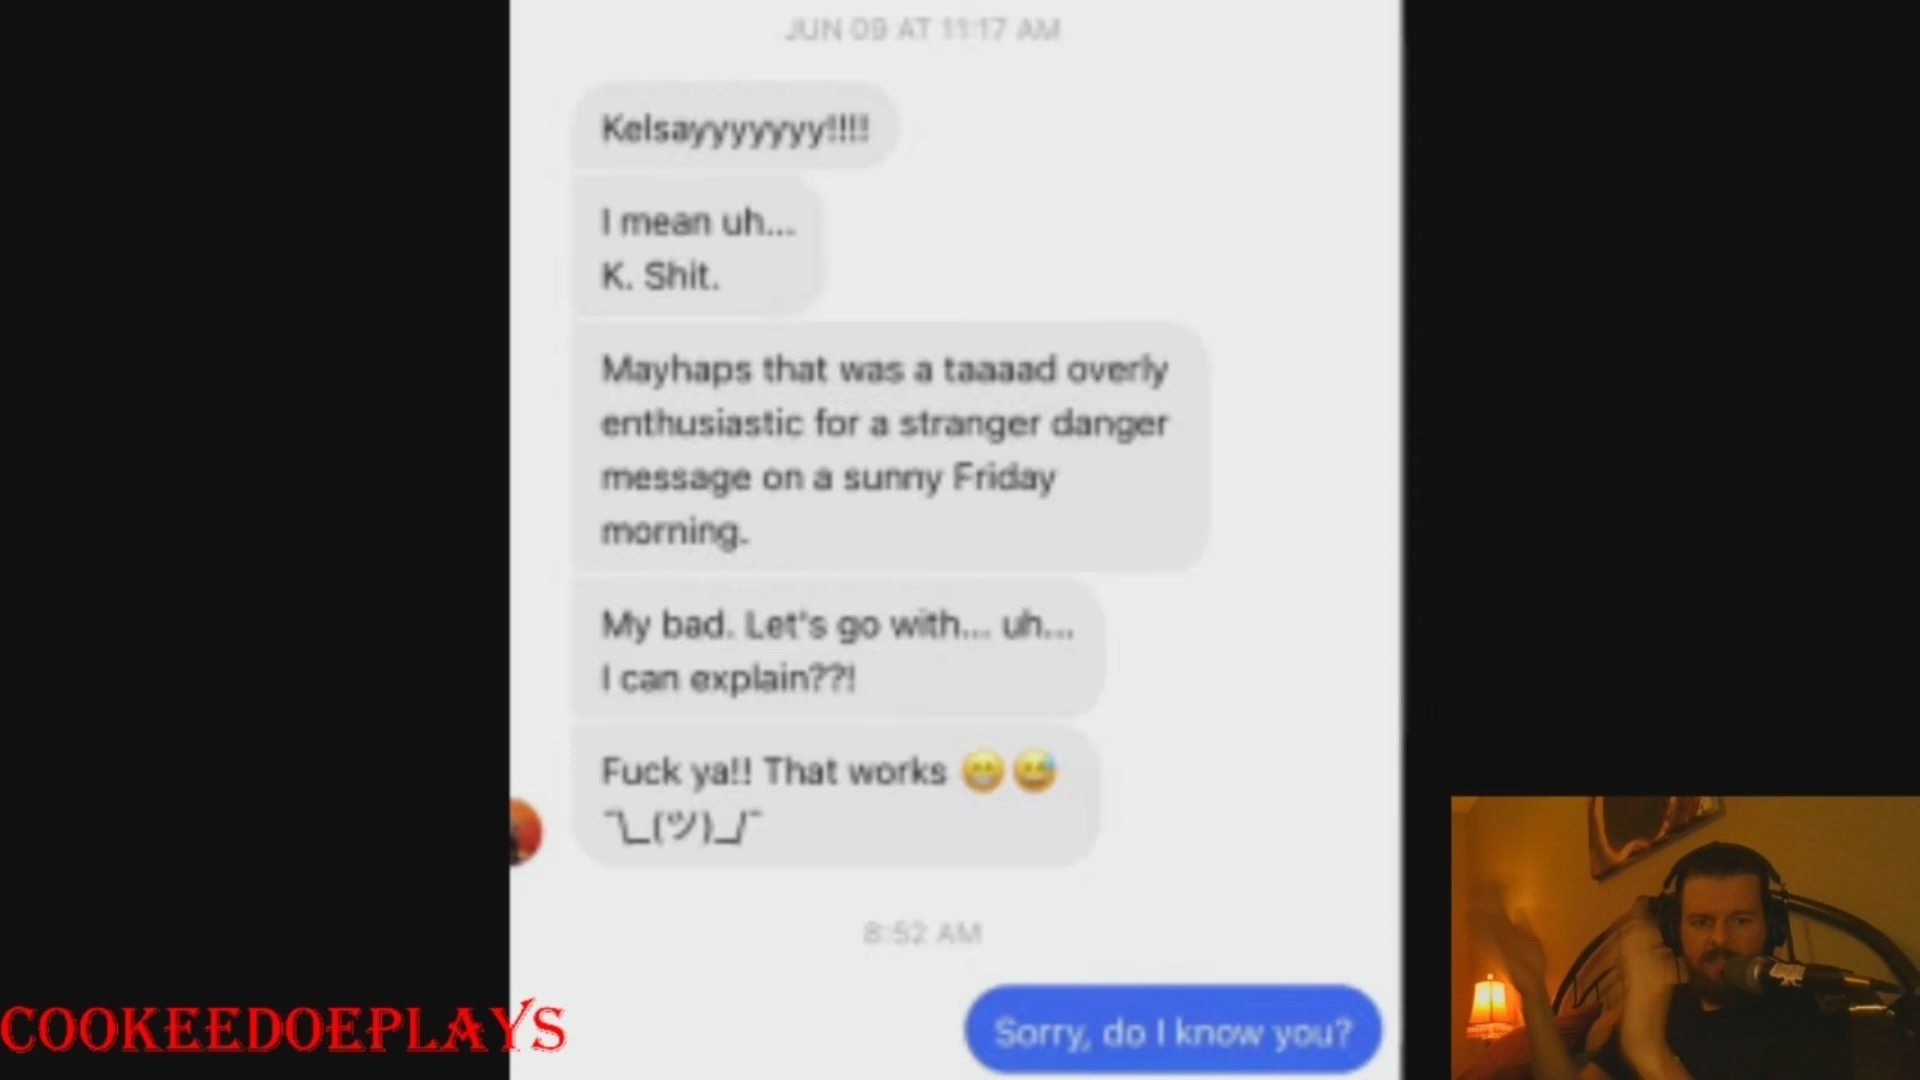 JUN 09 AT 11:17 AM
Kelsayyyyyyy!!!!
I mean uh...
K. Shit.
Mayhaps that was a taaaad overly
enthusiastic for a stranger danger
message on a sunny Friday
morning.
My bad. Let's go with... uh...
I can explain??!
Fuck ya!! That works 😁😅
¯\_(ツ)_/¯
8:52 AM
Sorry, do I know you?
COOKEEDOEPLAYS